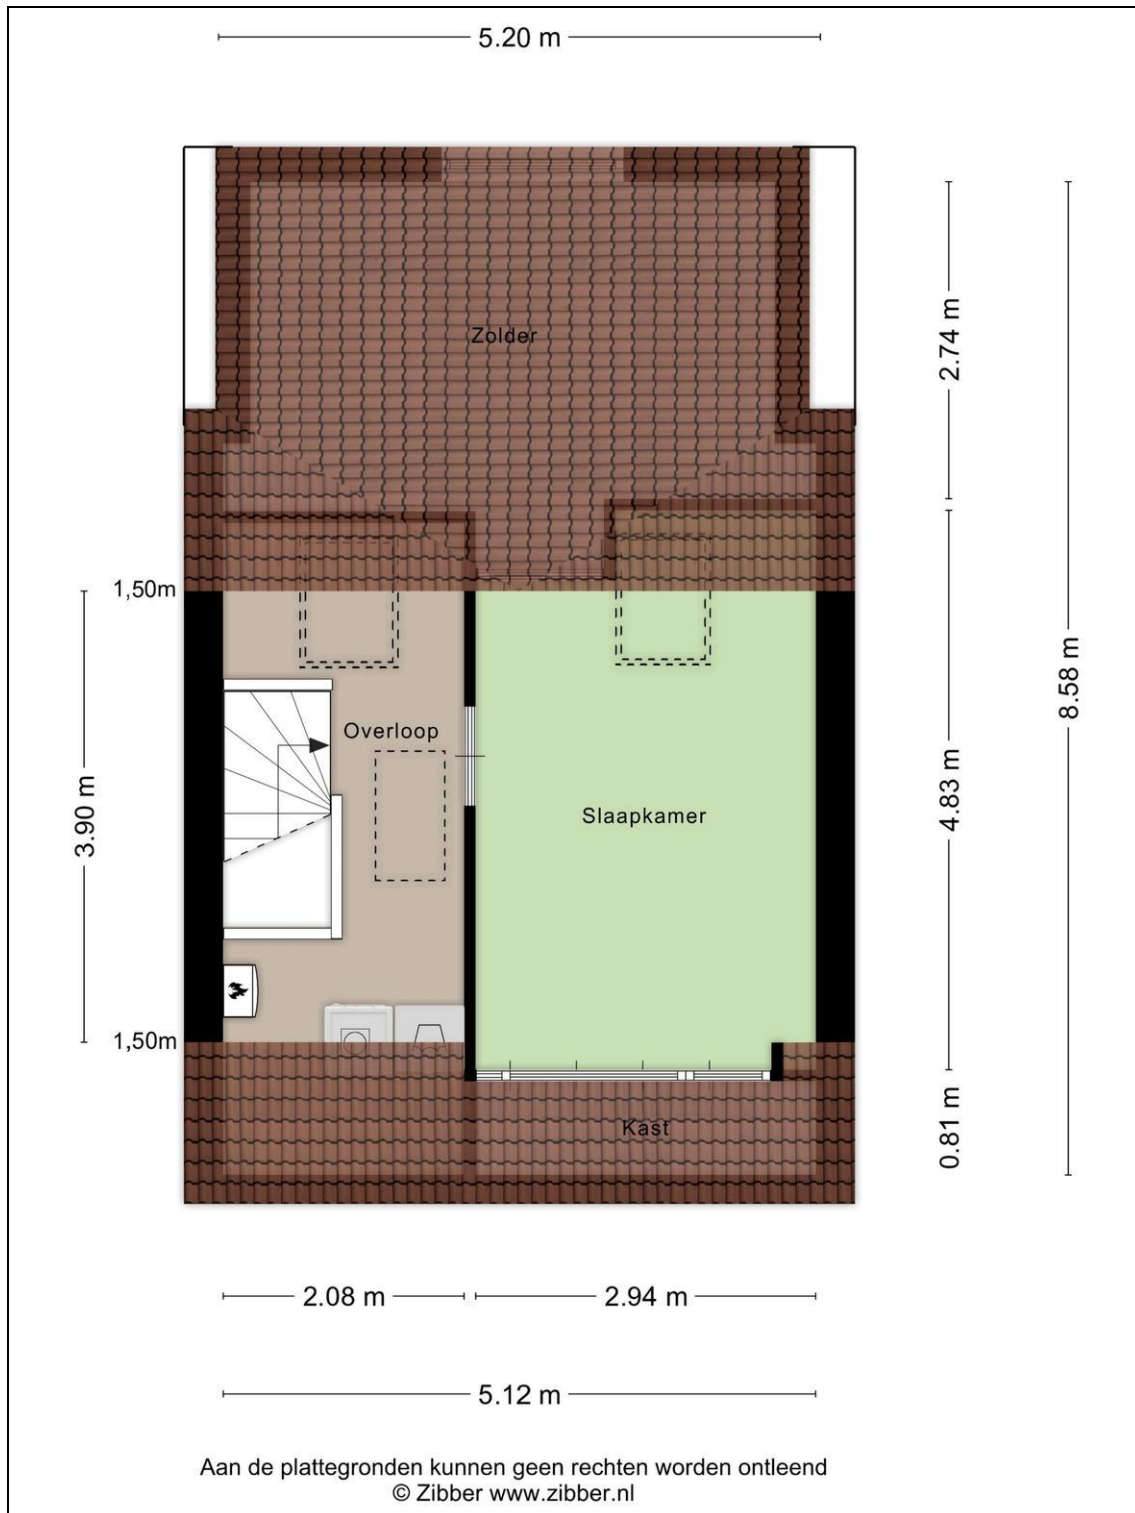 5.20 m
Zolder
2.74 m
1,50m
8.58 m
Overloop
3.90 m
Slaapkamer
4.83 m
1,50m
0.81 m
Kast
2.08 m
2.94 m
5.12 m
Aan de plattegronden kunnen geen rechten worden ontleend
© Zibber www.zibber.nl